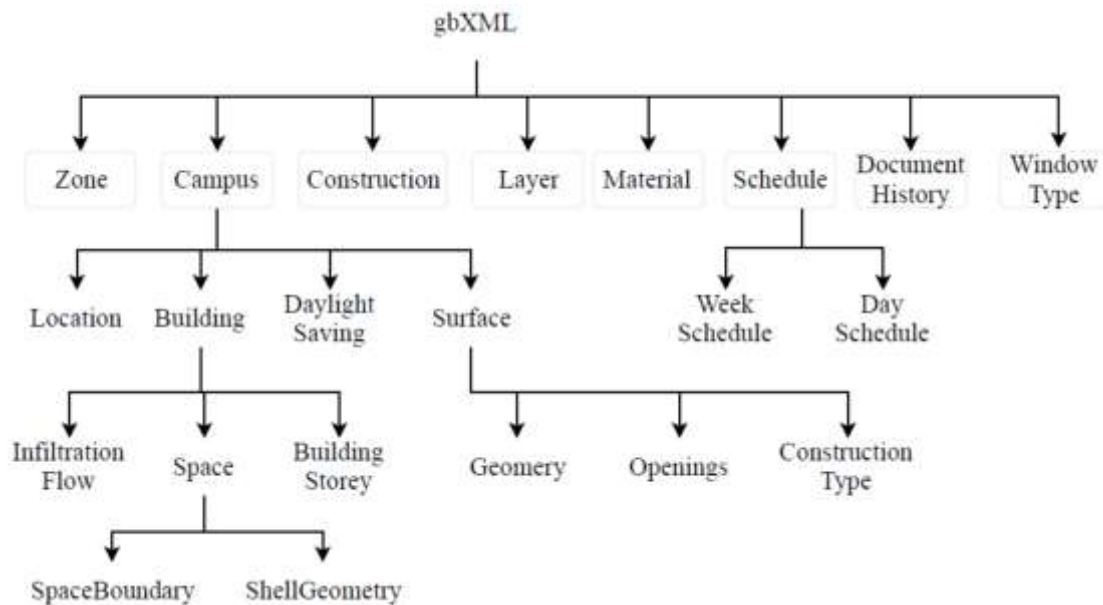 gbXML
Zone
Campus
Construction
Layer
Material
Schedule
Document
History
Window
Type
Location
Building
Daylight
Saving
Surface
Week
Schedule
Day
Schedule
Infiltration
Flow
Space
Building
Storey
Geomery
Openings
Construction
Type
SpaceBoundary
ShellGeometry